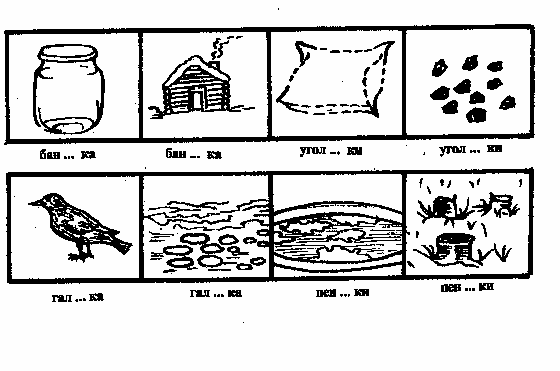 бан ... ка бан ... ка угол ... ки угол ... ки
гал ... ка гал ... ка пен ... ки пен ... ки